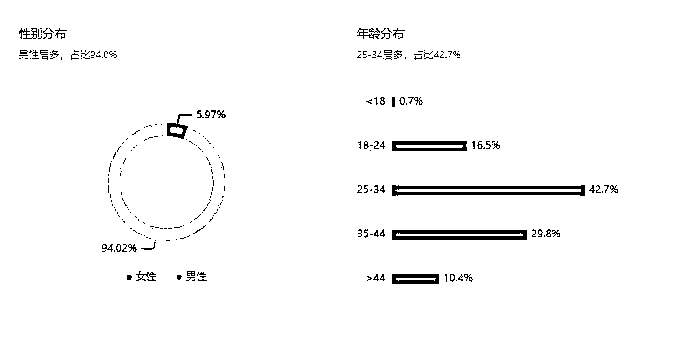 性别分布
男性居多，占比94.0%
5.97%
94.02%
女性
男性
年龄分布
25-34居多，占比42.7%
<18 0.7%
18-24 16.5%
25-34 42.7%
35-44 29.8%
>44 10.4%